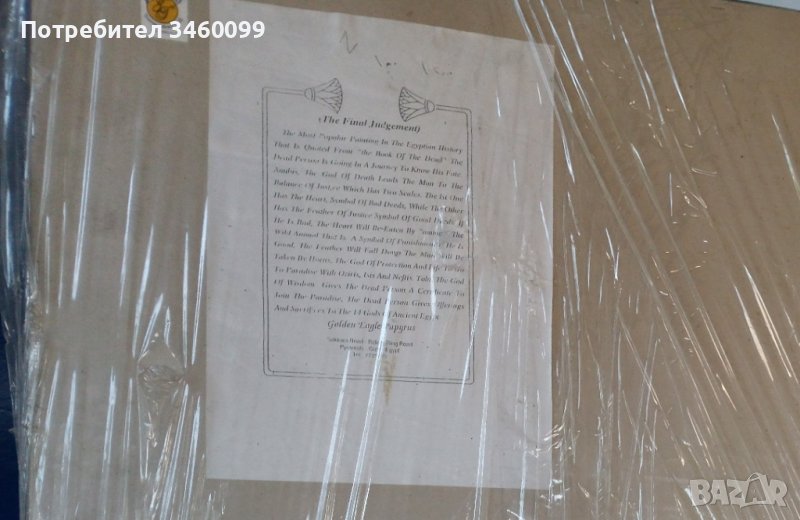 Потребител 3460099
(The Final Judgement)
The Most Popular Painting In The Egyptian History
That Is Quoted From "the Book Of The Dead" The
Dead Person Is Going In A Journey To Know His Fate.
Anubis, The God Of Death Leads The Man To The
Balance Of Justice Which Has Two Scales. The 1st One
Has The Heart, Symbol Of Bad Deeds, While The Other
Has The Feather Of Justice Symbol Of Good Deeds. If
He Is Bad, The Heart Will Be Eaten By The
Wild Animal That Is A Symbol Of Punishment. He Is
Good, The Feather Will Fall Down The Man Will Be
Taken By Horus, The God Of Protection And Life To
To Paradise With Osiris, Isis And Neftis. Taht The God
Of Wisdom Gives The Dead Person A Certificate To
Join The Paradise, The Dead Person Gives Offerings
And Sacrifices To The 14 Gods Of Ancient Egypt.
Golden Eagle Papyrus
Road
Pyramids
BAZAR